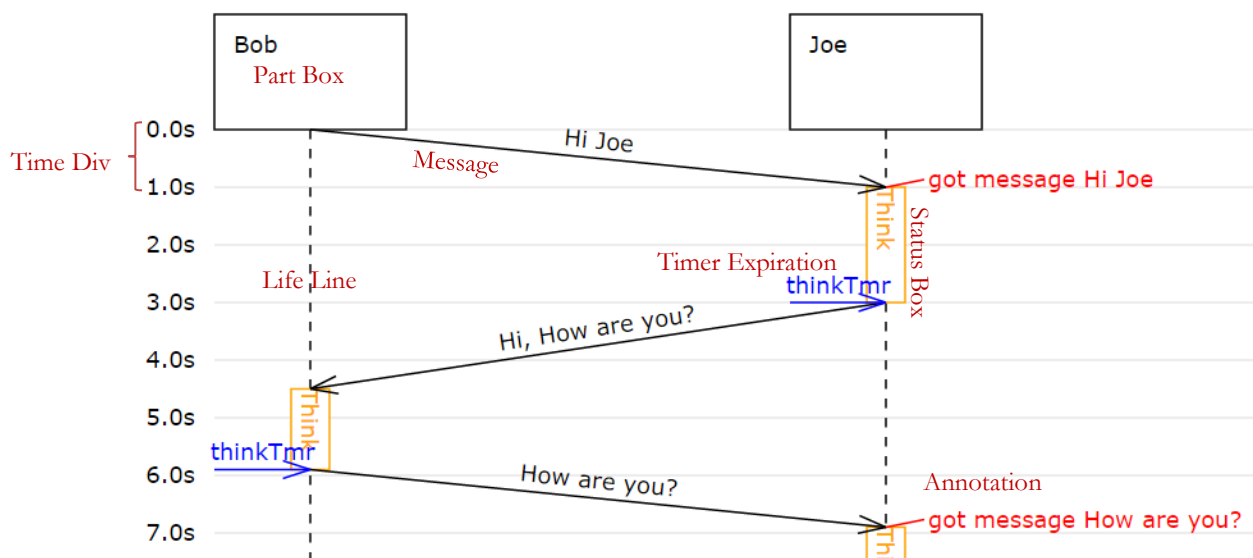 Bob
Joe
Part Box
0.0s
Hi Joe
Time Div
Message
1.0s
got message Hi Joe
Think
Status Box
2.0s
Timer Expiration
Life Line
thinkTmr
3.0s
Hi, How are you?
4.0s
Think
5.0s
thinkTmr
6.0s
How are you?
Annotation
got message How are you?
7.0s
Think